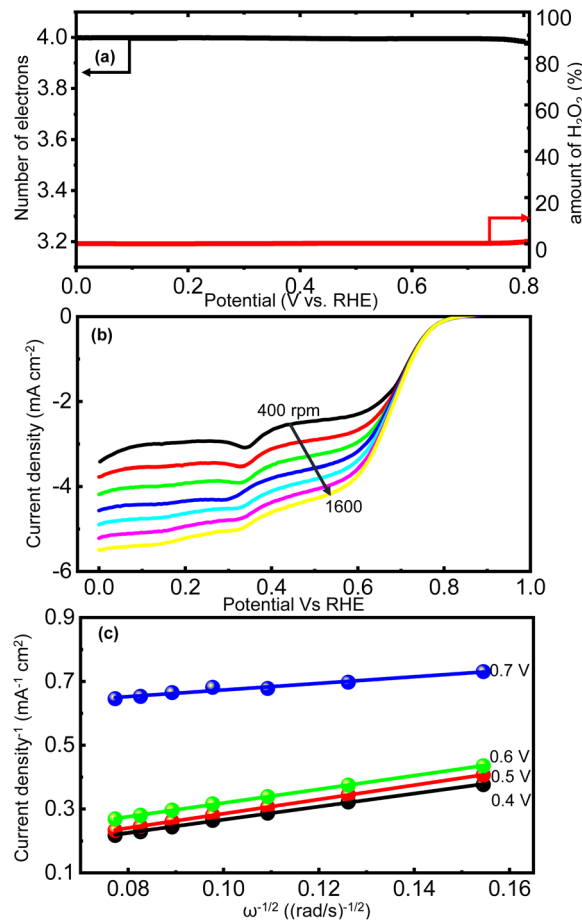 (a)
Number of electrons
4.0
3.8
3.6
3.4
3.2
100
80
60
40
20
0
amount of H₂O₂ (%)
0.0 0.2 0.4 0.6 0.8
Potential (V vs. RHE)
(b)
Current density (mA cm⁻²)
0
-2
-4
-6
400 rpm
1600
0.0 0.2 0.4 0.6 0.8 1.0
Potential Vs RHE
(c)
Current density⁻¹ (mA⁻¹ cm²)
0.9
0.7
0.5
0.3
0.1
0.7 V
0.6 V
0.5 V
0.4 V
0.08 0.10 0.12 0.14 0.16
ω⁻¹/² ((rad/s)⁻¹/²)